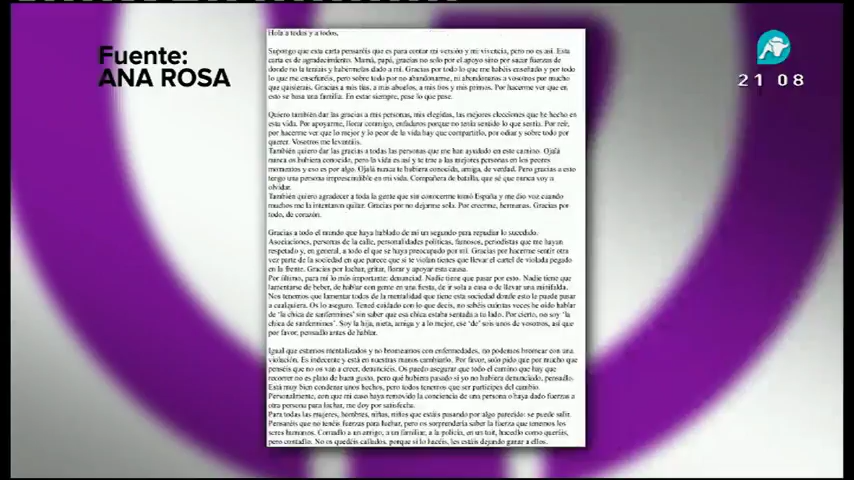 Fuente:
ANA ROSA
21 08
Hola a todos y a todos,
Supongo que esta carta pensaréis que es para contar mi versión y mi vivencia, pero no es así. Esta
carta es de agradecimiento. Mamá, papá, gracias no solo por el apoyo sino por sacar fuerzas de
donde no la teníais y habérmelas dado a mí. Gracias por todo lo que me habéis enseñado y por todo
lo que me enseñaréis, pero sobre todo por no abandonarme, ni abandonaros a vosotros por mucho
que quisierais. Gracias a mis tías, a mis abuelos, a mis tíos y mis primos. Por hacerme ver que en
esto se basa una familia. En estar siempre, pase lo que pase.
Quiero también dar las gracias a mis personas, mis elegidas, las mejores elecciones que he hecho en
esta vida. Por apoyarme, llorar conmigo, enfadaros porque no tenía sentido lo que sentía. Por reír,
por hacerme ver que lo mejor y lo peor de la vida hay que compartirlo, por odiar y sobre todo por
querer. Vosotros me levantáis.
También quiero dar las gracias a todas las personas que me han ayudado en este camino. Ojalá
nunca os hubiera conocido, pero la vida es así y te trae a las mejores personas en los peores
momentos y eso es por algo. Ojalá nunca te hubiera conocida, amiga, de verdad. Pero gracias a esto
tengo una persona imprescindible en mi vida. Compañera de batalla, que sé que nunca voy a
olvidar.
También quiero agradecer a toda la gente que sin conocerme tomó España y me dio voz cuando
muchos me la intentaron quitar. Gracias por no dejarme sola. Por creerme, hermanas. Gracias por
todo, de corazón.
Gracias a todo el mundo que haya hablado de mí un segundo para repudiar lo sucedido.
Asociaciones, personas de la calle, personalidades políticas, famosos, periodistas que me hayan
respetado y, en general, a todo el que se haya preocupado por mí. Gracias por hacerme sentir otra
vez parte de la sociedad en que parece que si te violan tienes que llevar el cartel de violada pegado
en la frente. Gracias por luchar, gritar, llorar y apoyar esta causa.
Por último, para mí lo más importante: denunciad. Nadie tiene que pasar por esto. Nadie tiene que
lamentarse de beber, de hablar con gente en una fiesta, de ir sola a casa o de llevar una minifalda.
Nos tenemos que lamentar todos de la mentalidad que tiene esta sociedad donde esto le puede pasar
a cualquiera. Os lo aseguro. Tened cuidado con lo que decís, no sabéis cuántas veces he oído hablar
de 'la chica de sanfermines' sin saber que esa chica estaba sentada a tu lado. Por cierto, no soy 'la
chica de sanfermines'. Soy la hija, nieta, amiga y a lo mejor, ese 'de' sois unos de vosotros, así que
por favor, pensadlo antes de hablar.
Igual que estamos mentalizados y no bromeamos con enfermedades, no podemos bromear con una
violación. Es indecente y está en nuestras manos cambiarlo. Por favor, solo pido que por mucho que
penséis que no os van a creer, denunciéis. Os puedo asegurar que todo el camino que hay que
recorrer no es plato de buen gusto, pero qué hubiera pasado si yo no hubiera denunciado, pensadlo.
Está muy bien condenar unos hechos, pero todos tenemos que ser partícipes del cambio.
Personalmente, con que mi caso haya removido la conciencia de una persona o haya dado fuerzas a
otra persona para luchar, me doy por satisfecha.
Para todas las mujeres, hombres, niñas, niños que estáis pasando por algo parecido: se puede salir.
Pensaréis que no tenéis fuerzas para luchar, pero os sorprendería saber la fuerza que tenemos los
seres humanos. Contadlo a un amigo, a un familiar, a la policía, en un tuit, hacedlo como queráis,
pero contadlo. No os quedéis callados, porque si lo hacéis, les estáis dejando ganar a ellos.